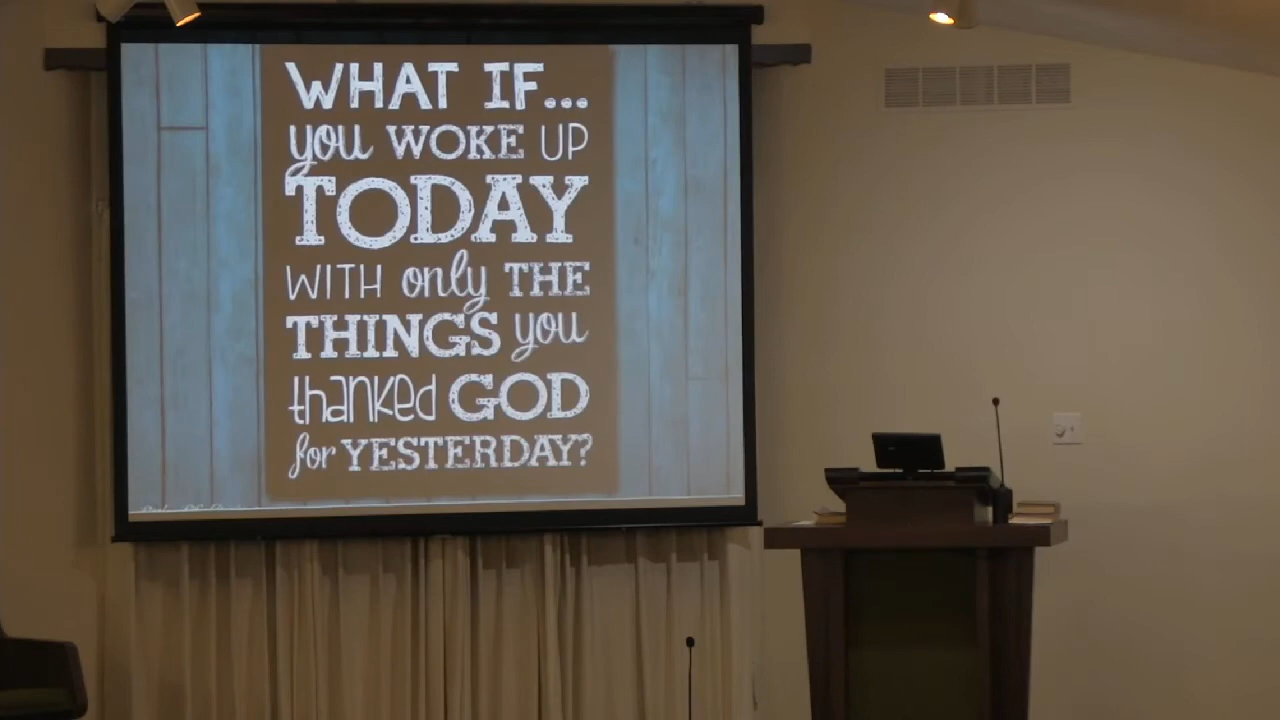 WHAT IF...
you WOKE UP
TODAY
WITH only THE
THINGS you
thanked GOD
for YESTERDAY?